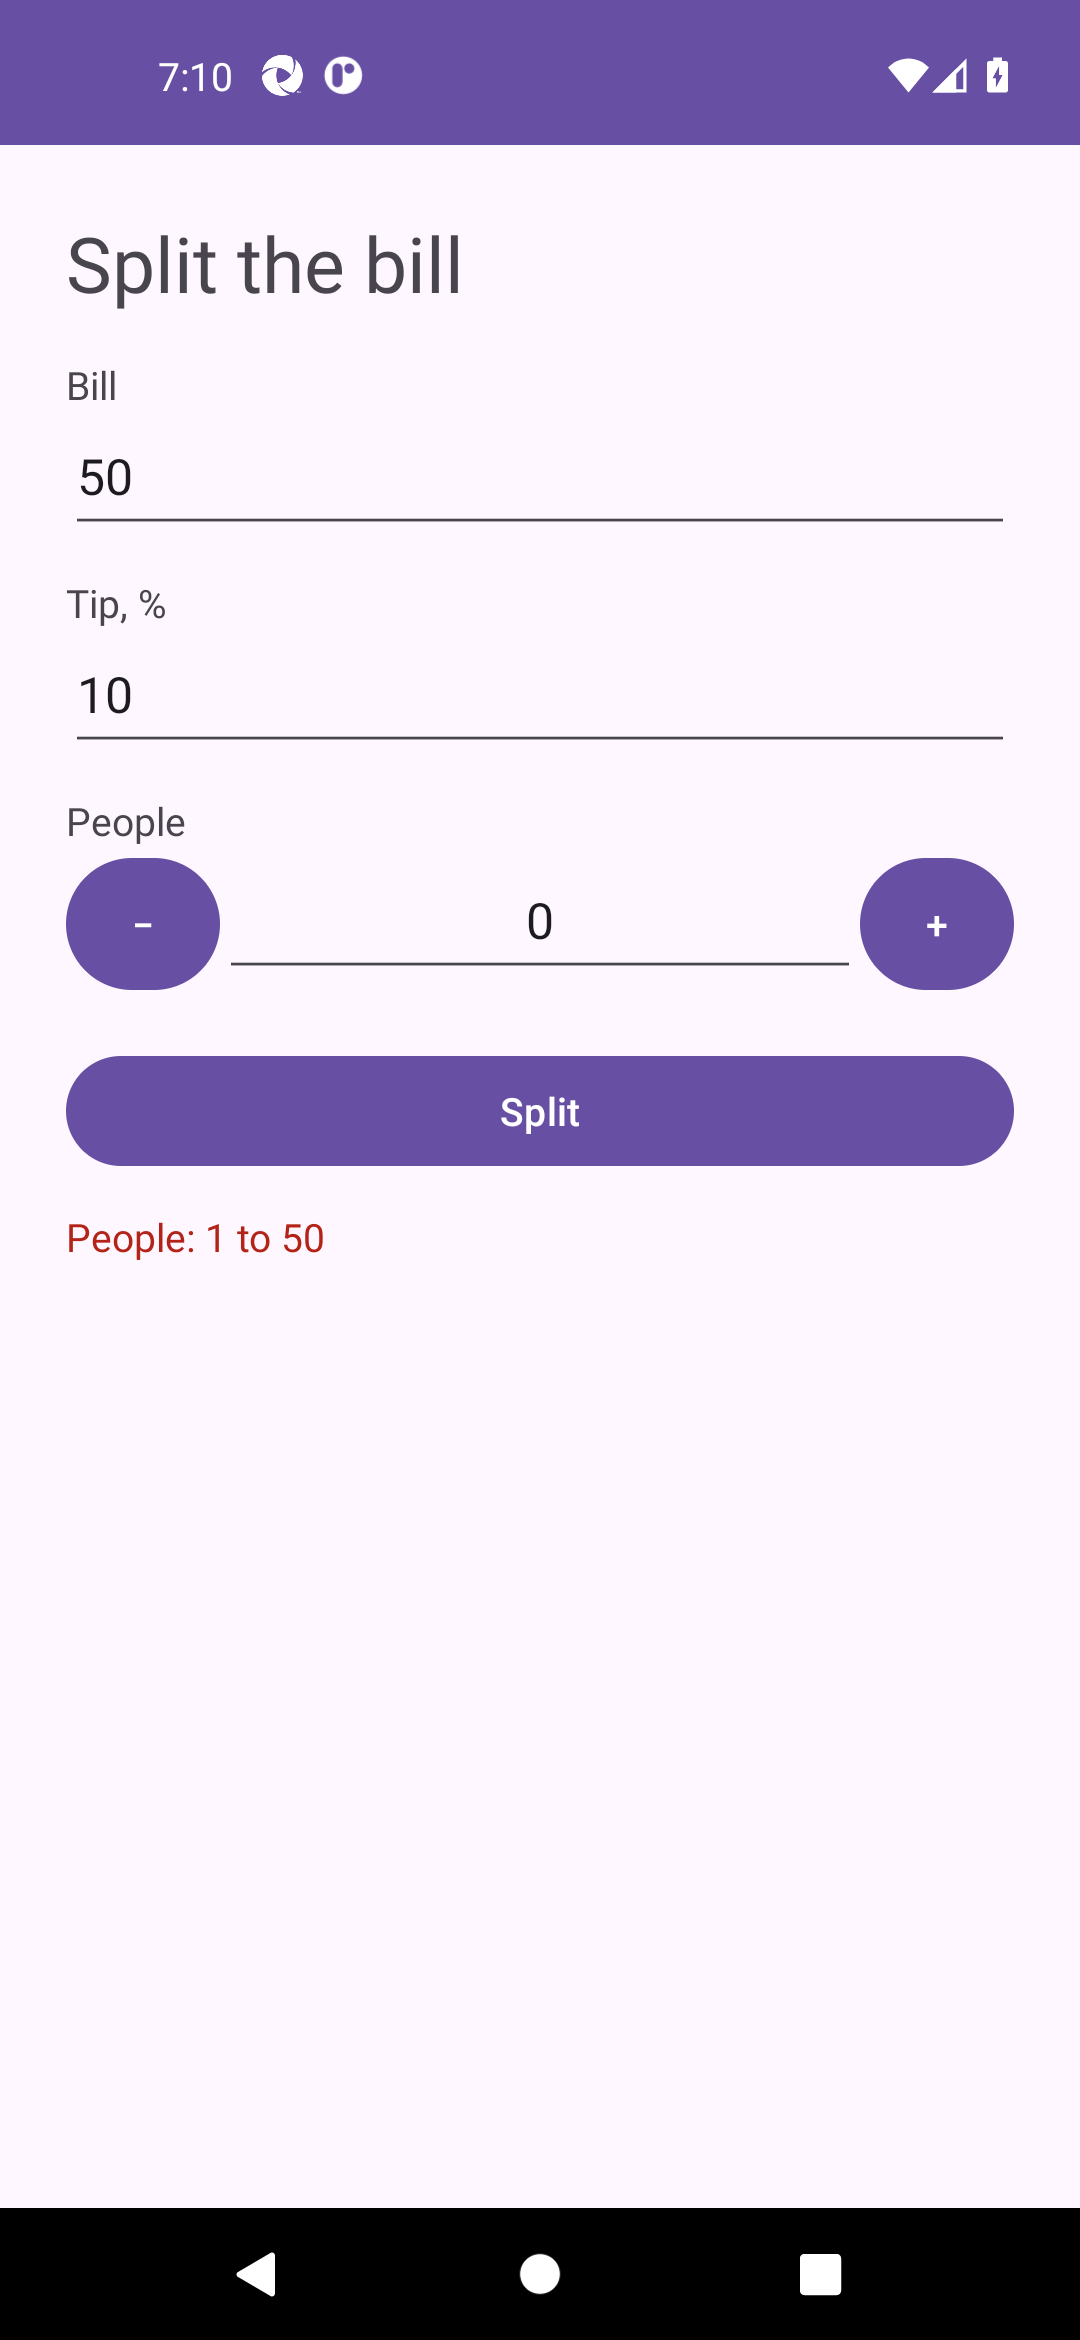 7:10
Split the bill
Bill
50
Tip, %
10
People
− 0 +
Split
People: 1 to 50